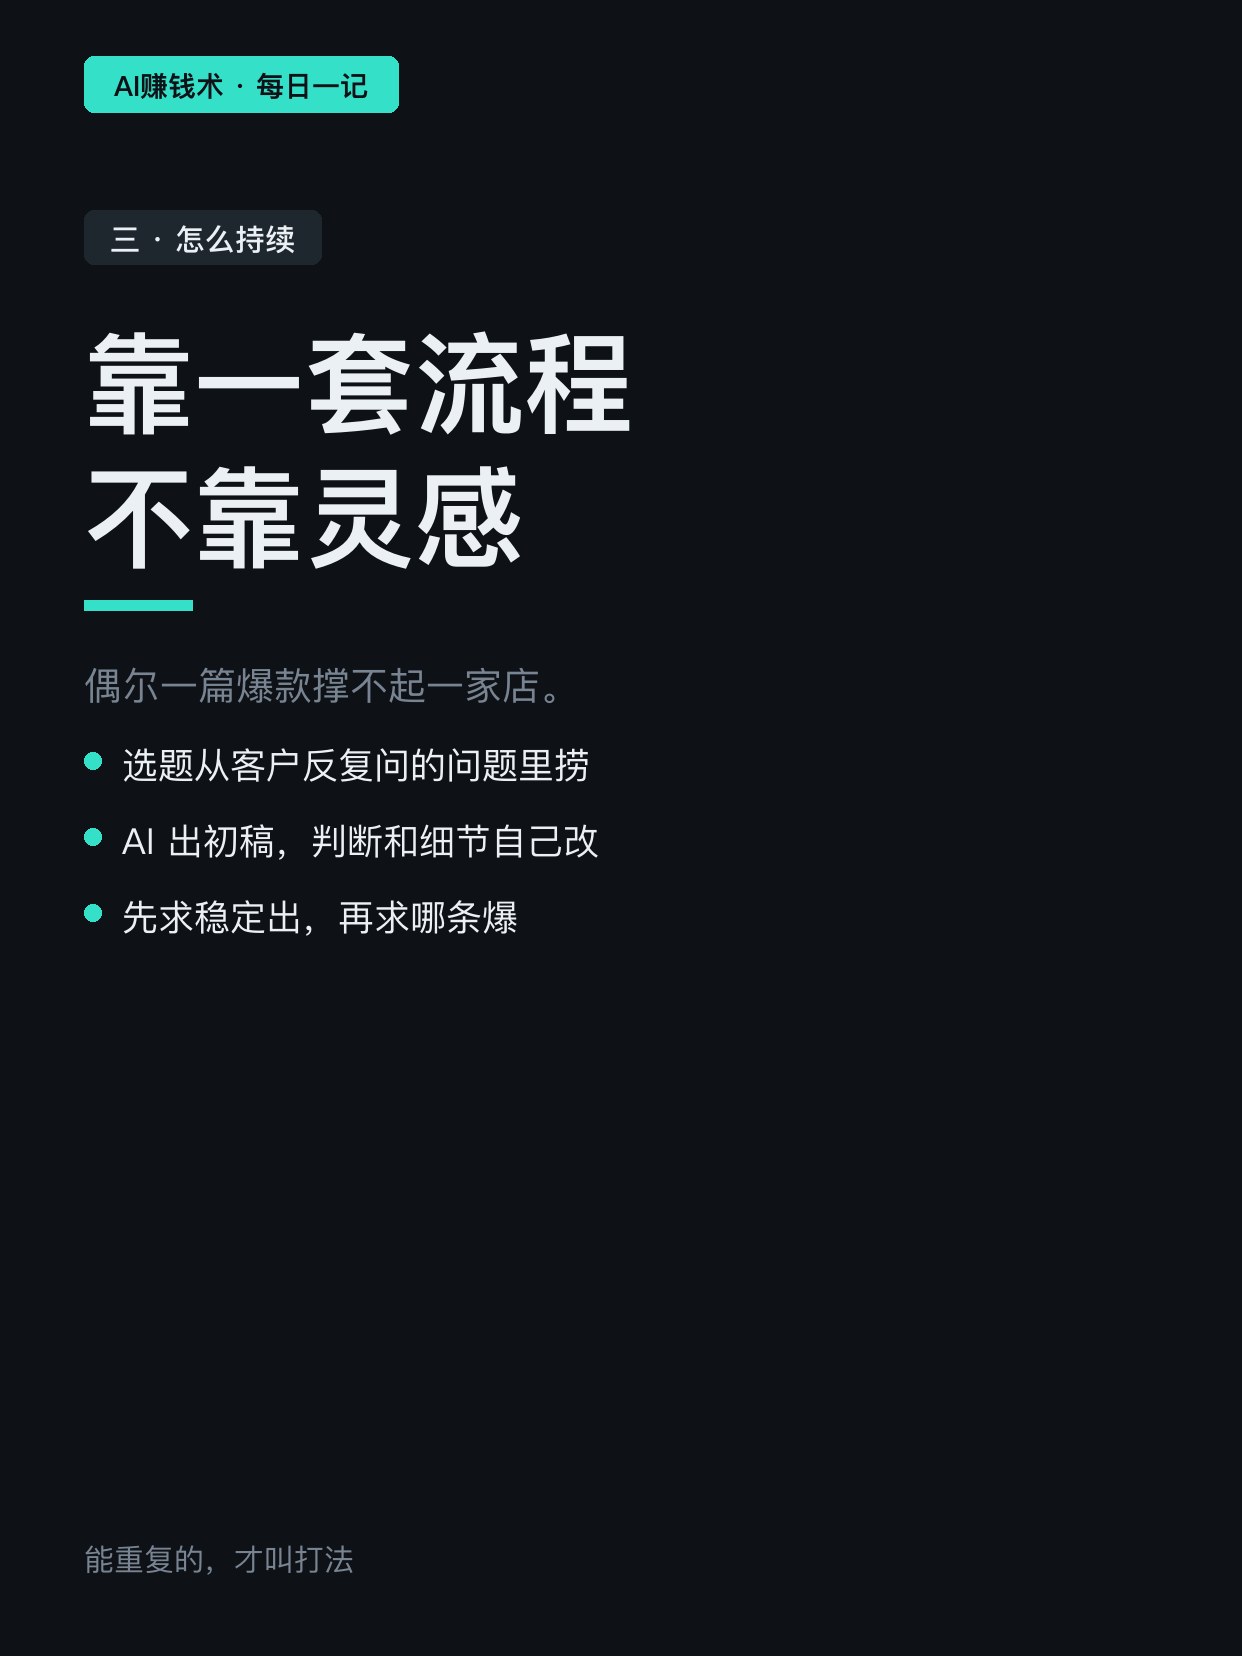 AI赚钱术 · 每日一记
三 · 怎么持续
靠一套流程
不靠灵感
偶尔一篇爆款撑不起一家店。
选题从客户反复问的问题里捞
AI 出初稿，判断和细节自己改
先求稳定出，再求哪条爆
能重复的，才叫打法